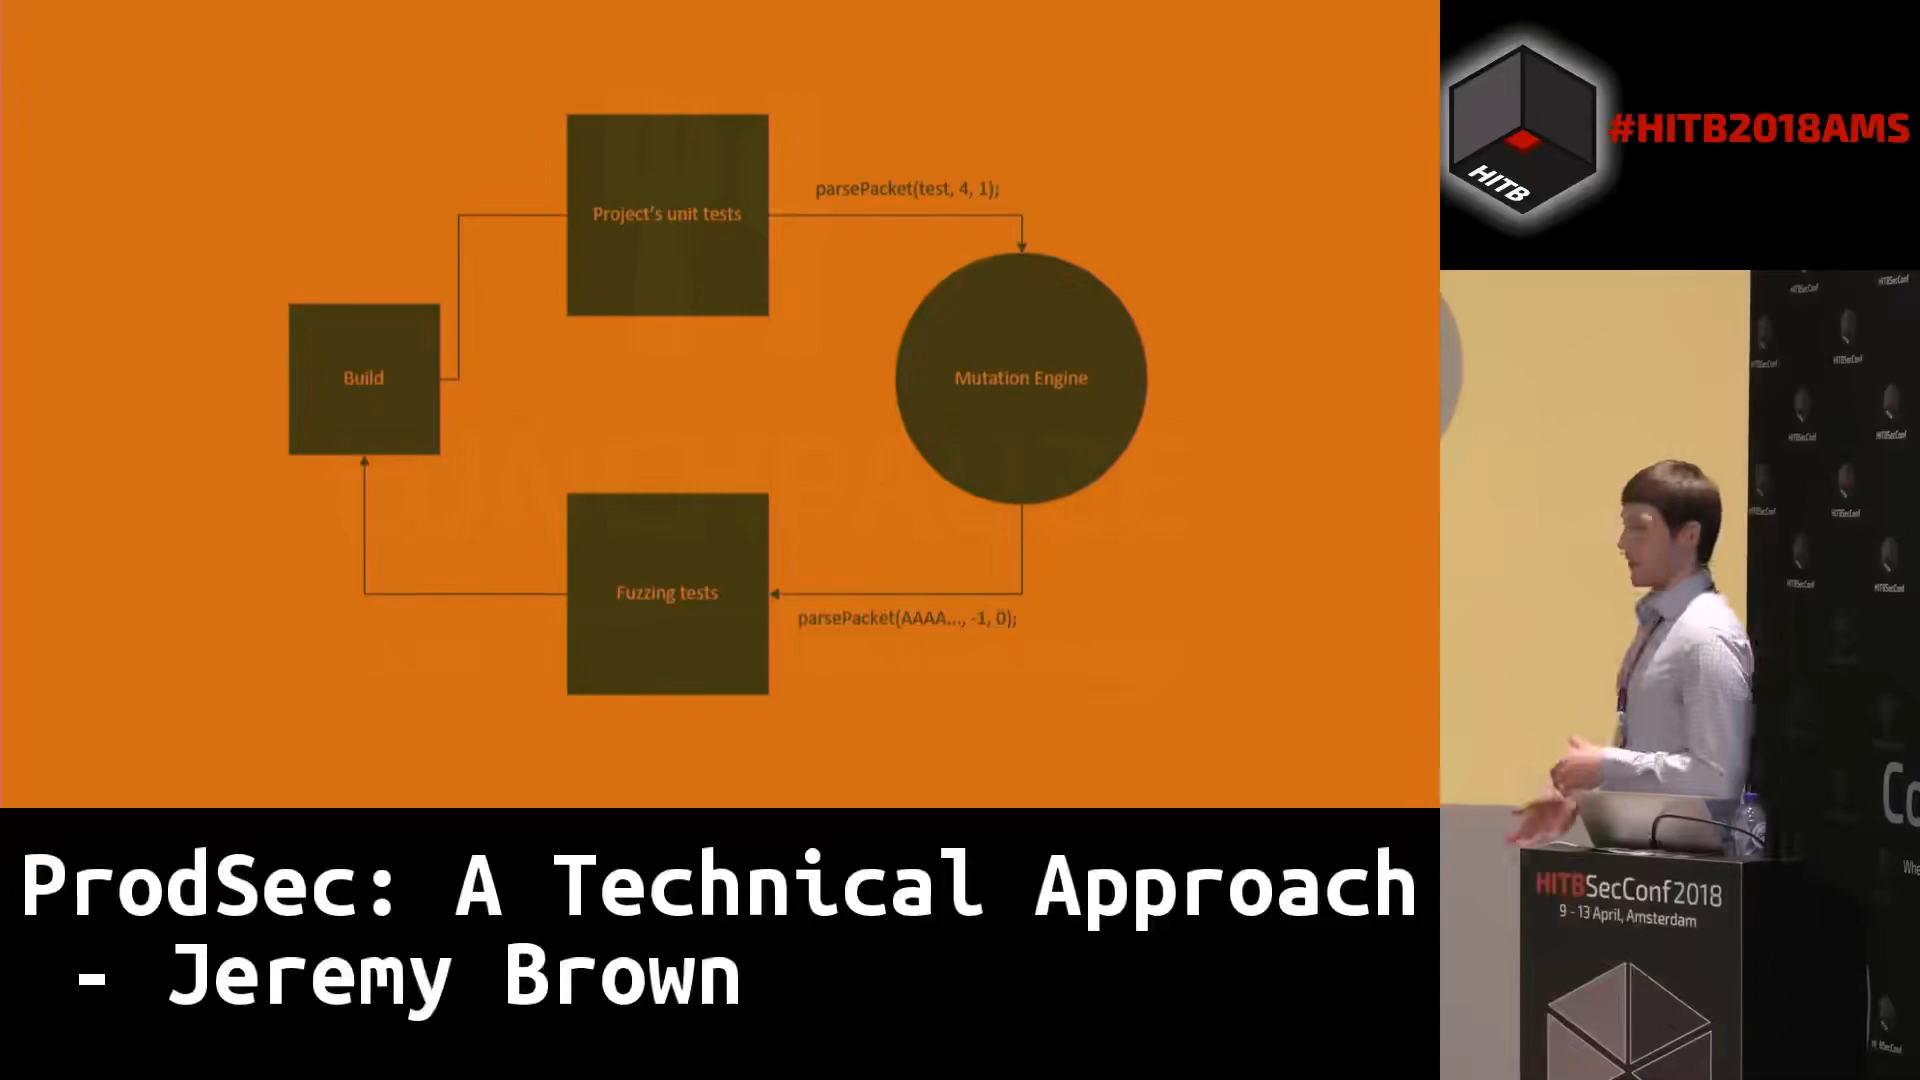 Project's unit tests
parsePacket(test, 4, 1);
Build
Mutation Engine
Fuzzing tests
parsePacket(AAAA..., -1, 0);
ProdSec: A Technical Approach
- Jeremy Brown
HITB
#HITB2018AMS
HITBSecConf2018
9 - 13 April, Amsterdam
HITBSecConf